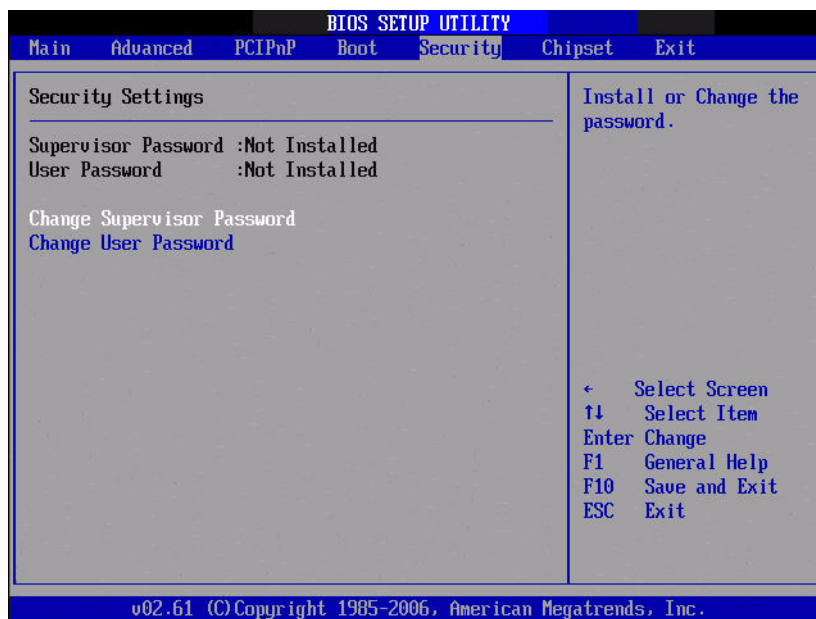 BIOS SETUP UTILITY
Main Advanced PCIPnP Boot Security Chipset Exit
Security Settings
Supervisor Password :Not Installed
User Password :Not Installed
Change Supervisor Password
Change User Password
Install or Change the
password.
← Select Screen
↑↓ Select Item
Enter Change
F1 General Help
F10 Save and Exit
ESC Exit
v02.61 (C)Copyright 1985-2006, American Megatrends, Inc.